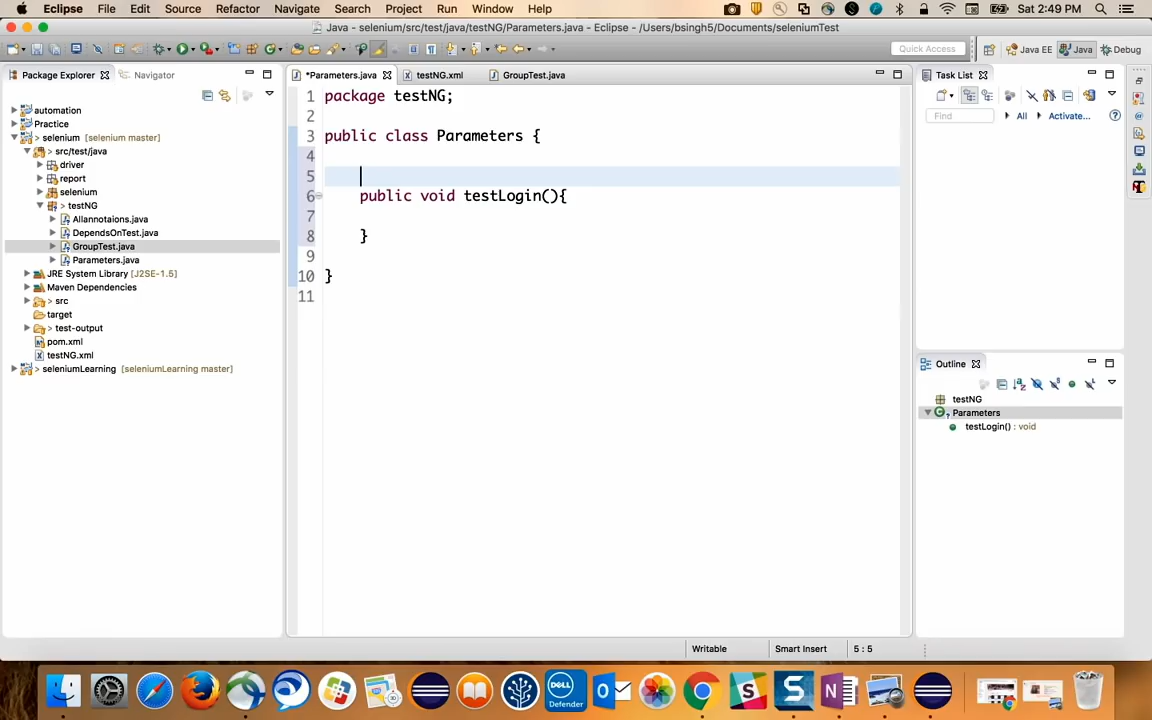 Eclipse File Edit Source Refactor Navigate Search Project Run Window Help Sat 2:49 PM
Java - selenium/src/test/java/testNG/Parameters.java - Eclipse - /Users/bsingh5/Documents/seleniumTest
Quick Access Java EE Java Debug
Package Explorer Navigator
*Parameters.java testNG.xml GroupTest.java
Task List
Find All Activate...
automation
Practice
> selenium [selenium master]
> src/test/java
driver
report
selenium
> testNG
Allannotaions.java
DependsOnTest.java
GroupTest.java
Parameters.java
JRE System Library [J2SE-1.5]
Maven Dependencies
> src
target
> test-output
pom.xml
testNG.xml
> seleniumLearning [seleniumLearning master]
1 package testNG;
2
3 public class Parameters {
4
5
6 public void testLogin(){
7
8 }
9
10 }
11
Outline
testNG
Parameters
testLogin() : void
Writable Smart Insert 5 : 5
DELL
Defender